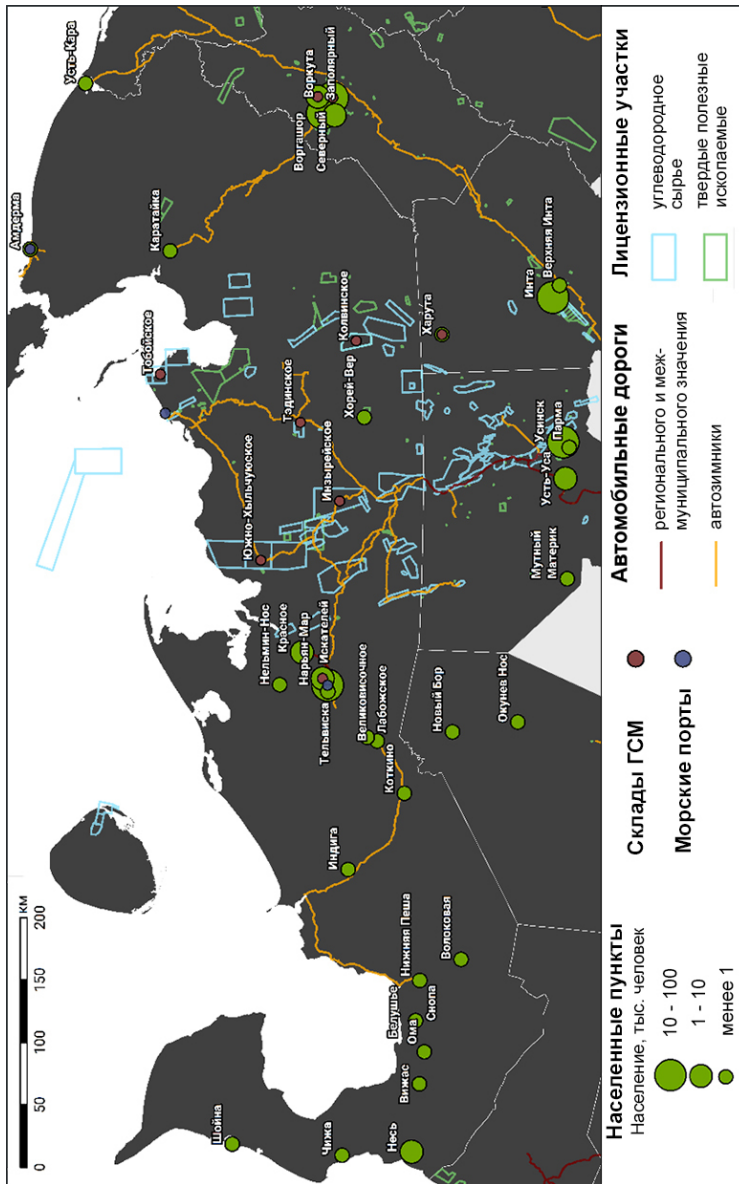 0
50
100
150
200
км
Амдерма
Усть-Кара
Каратайка
Воргашор
Воркута
Северный
Заполярный
Тобойское
Южно-Хыльчуюское
Тэдинское
Колвинское
Хорей-Вер
Инзырейское
Харута
Инта
Верхняя Инта
Нельмин-Нос
Красное
Нарьян-Мар
Искателей
Тельвиска
Великовисочное
Лабожское
Коткино
Индига
Шойна
Чижа
Несь
Вижас
Ома
Белушье
Снопа
Нижняя Пеша
Волоковая
Новый Бор
Окунев Нос
Мутный
Материк
Усть-Уса
Усинск
Парма
Населенные пункты
Население, тыс. человек
10 - 100
1 - 10
менее 1
Склады ГСМ
Морские порты
Автомобильные дороги
регионального и меж-
муниципального значения
автозимники
Лицензионные участки
углеводородное
сырье
твердые полезные
ископаемые